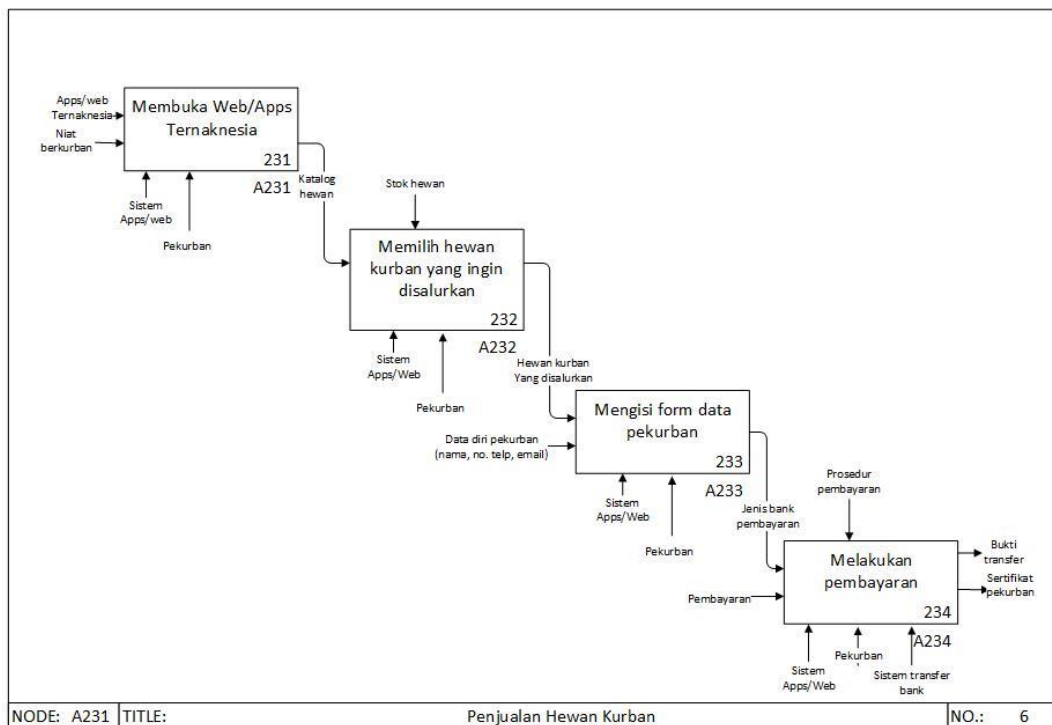 Apps/web
Ternaknesia
Niat
berkurban
Membuka Web/Apps
Ternaknesia
231
A231
Sistem
Apps/web
Pekurban
Katalog
hewan
Stok hewan
Memilih hewan
kurban yang ingin
disalurkan
232
A232
Sistem
Apps/Web
Pekurban
Hewan kurban
Yang disalurkan
Data diri pekurban
(nama, no. telp, email)
Mengisi form data
pekurban
233
A233
Sistem
Apps/Web
Pekurban
Jenis bank
pembayaran
Prosedur
pembayaran
Pembayaran
Melakukan
pembayaran
234
A234
Sistem
Apps/Web
Pekurban
Sistem transfer
bank
Bukti
transfer
Sertifikat
pekurban
NODE: A231 TITLE: Penjualan Hewan Kurban NO.: 6